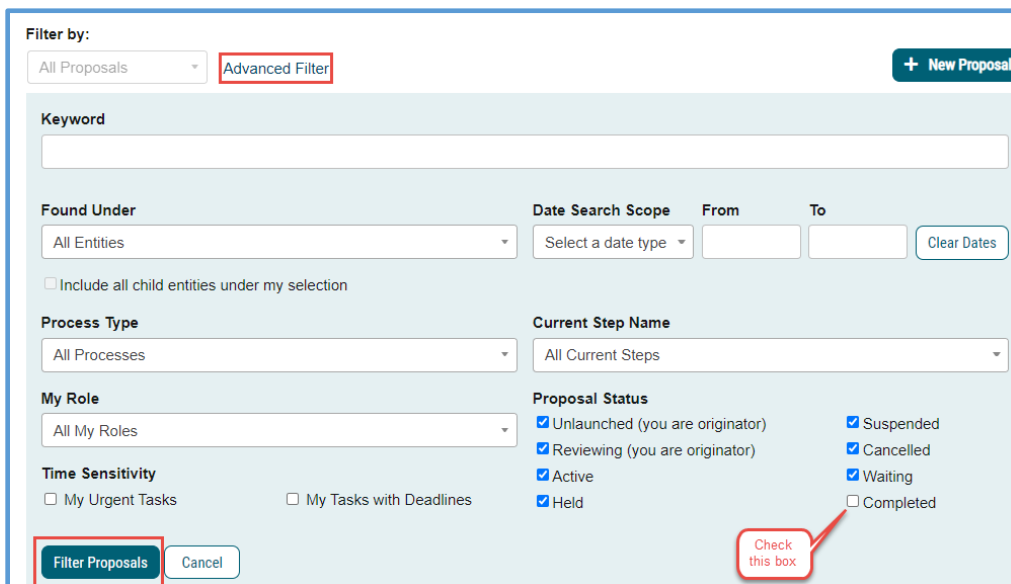 Filter by:
All Proposals
Advanced Filter
+ New Proposal
Keyword
Found Under
Date Search Scope
From
To
All Entities
Select a date type
Clear Dates
Include all child entities under my selection
Process Type
Current Step Name
All Processes
All Current Steps
My Role
Proposal Status
All My Roles
Unlaunched (you are originator)
Suspended
Reviewing (you are originator)
Cancelled
Time Sensitivity
Active
Waiting
My Urgent Tasks
My Tasks with Deadlines
Held
Completed
Check
this box
Filter Proposals
Cancel